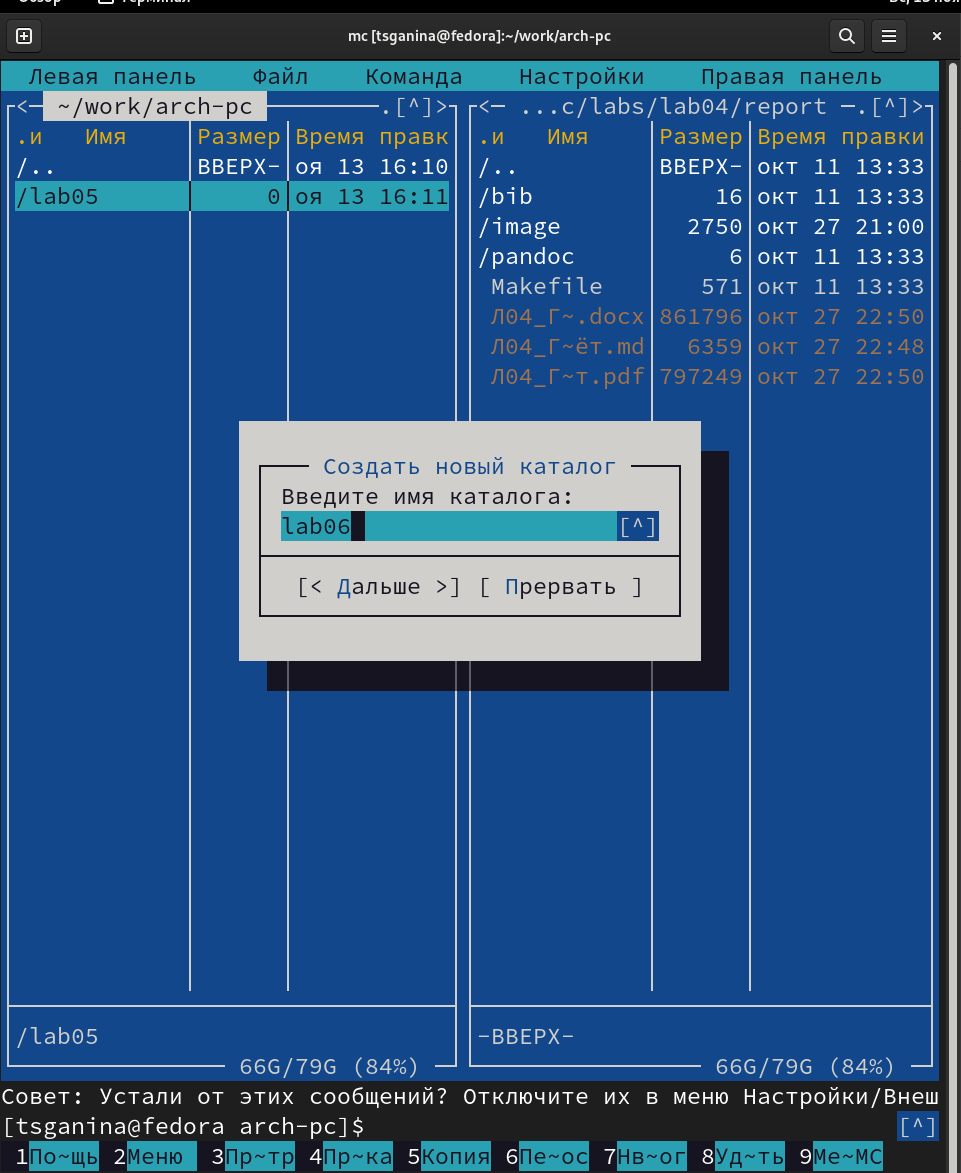 Обзор Терминал
mc [tsganina@fedora]:~/work/arch-pc
Левая панель Файл Команда Настройки Правая панель
<─ ~/work/arch-pc .[^]> <─ ...c/labs/lab04/report ─.[^]>
.и Имя Размер Время правк .и Имя Размер Время правки
/.. ВВЕРХ- оя 13 16:10 /.. ВВЕРХ- окт 11 13:33
/lab05 0 оя 13 16:11 /bib 16 окт 11 13:33
/image 2750 окт 27 21:00
/pandoc 6 окт 11 13:33
Makefile 571 окт 11 13:33
Л04_Г~.docx 861796 окт 27 22:50
Л04_Г~ёт.md 6359 окт 27 22:48
Л04_Г~т.pdf 797249 окт 27 22:50
Создать новый каталог
Введите имя каталога:
lab06 [^]
[< Дальше >] [ Прервать ]
/lab05 -ВВЕРХ-
66G/79G (84%) 66G/79G (84%)
Совет: Устали от этих сообщений? Отключите их в меню Настройки/Внеш
[tsganina@fedora arch-pc]$ [^]
1По~щь 2Меню 3Пр~тр 4Пр~ка 5Копия 6Пе~ос 7Нв~ог 8Уд~ть 9Ме~МС